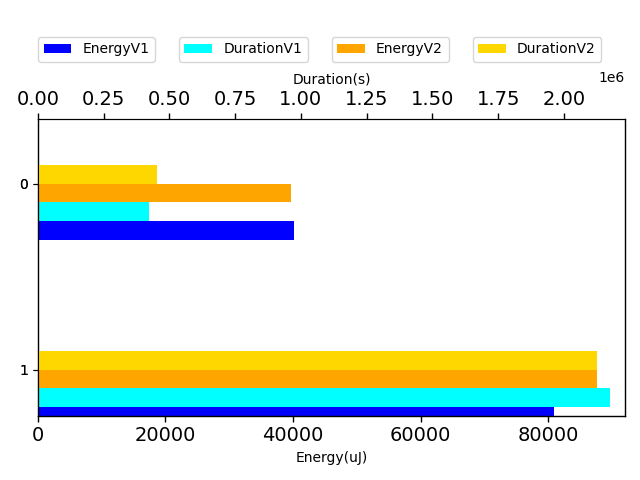 EnergyV1 DurationV1 EnergyV2 DurationV2
Duration(s)
1e6
0.00 0.25 0.50 0.75 1.00 1.25 1.50 1.75 2.00
0
1
0 20000 40000 60000 80000
Energy(uJ)